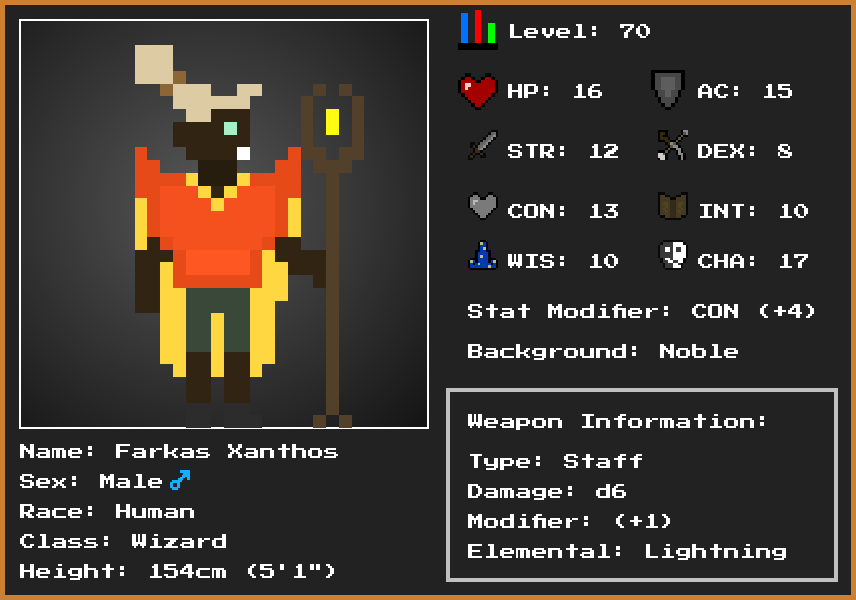 Level: 70
HP: 16
AC: 15
STR: 12
DEX: 8
CON: 13
INT: 10
WIS: 10
CHA: 17
Stat Modifier: CON (+4)
Background: Noble
Weapon Information:
Type: Staff
Damage: d6
Modifier: (+1)
Elemental: Lightning
Name: Farkas Xanthos
Sex: Male♂
Race: Human
Class: Wizard
Height: 154cm (5'1")